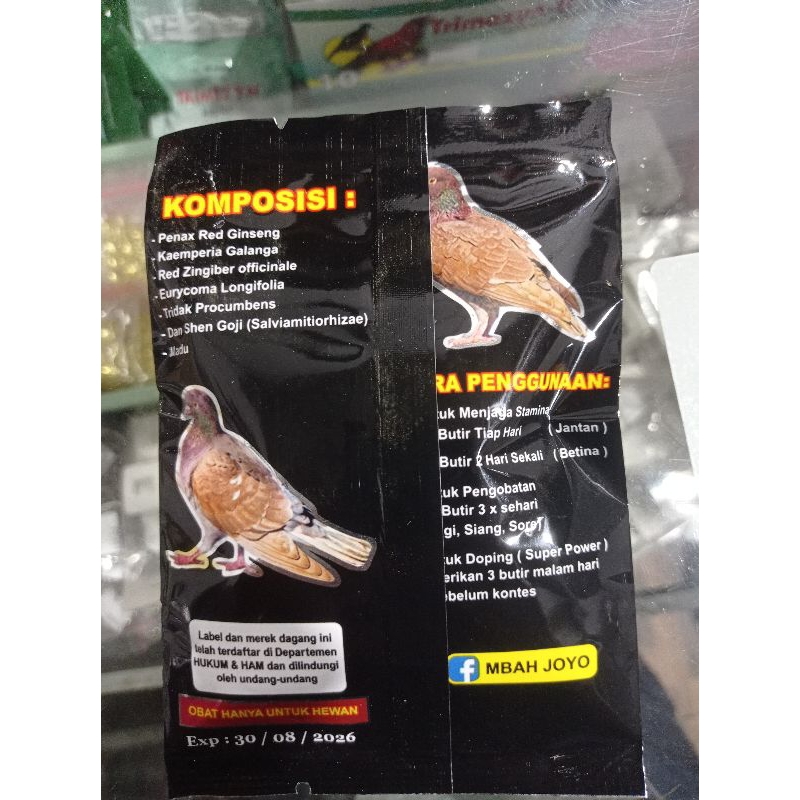 KOMPOSISI :
- Penax Red Ginseng
- Kaemperia Galanga
- Red Zingiber officinale
- Eurycoma Longifolia
- Tridak Procumbens
- Dan Shen Goji (Salviamitiorhizae)
- Madu
RA PENGGUNAAN:
tuk Menjaga Stamina
Butir Tiap Hari ( Jantan )
Butir 2 Hari Sekali ( Betina )
tuk Pengobatan
Butir 3 x sehari
gi, Siang, Sore)
tuk Doping ( Super Power )
erikan 3 butir malam hari
ebelum kontes
Label dan merek dagang ini
telah terdaftar di Departemen
HUKUM & HAM dan dilindungi
oleh undang-undang
OBAT HANYA UNTUK HEWAN
Exp : 30 / 08 / 2026
f MBAH JOYO